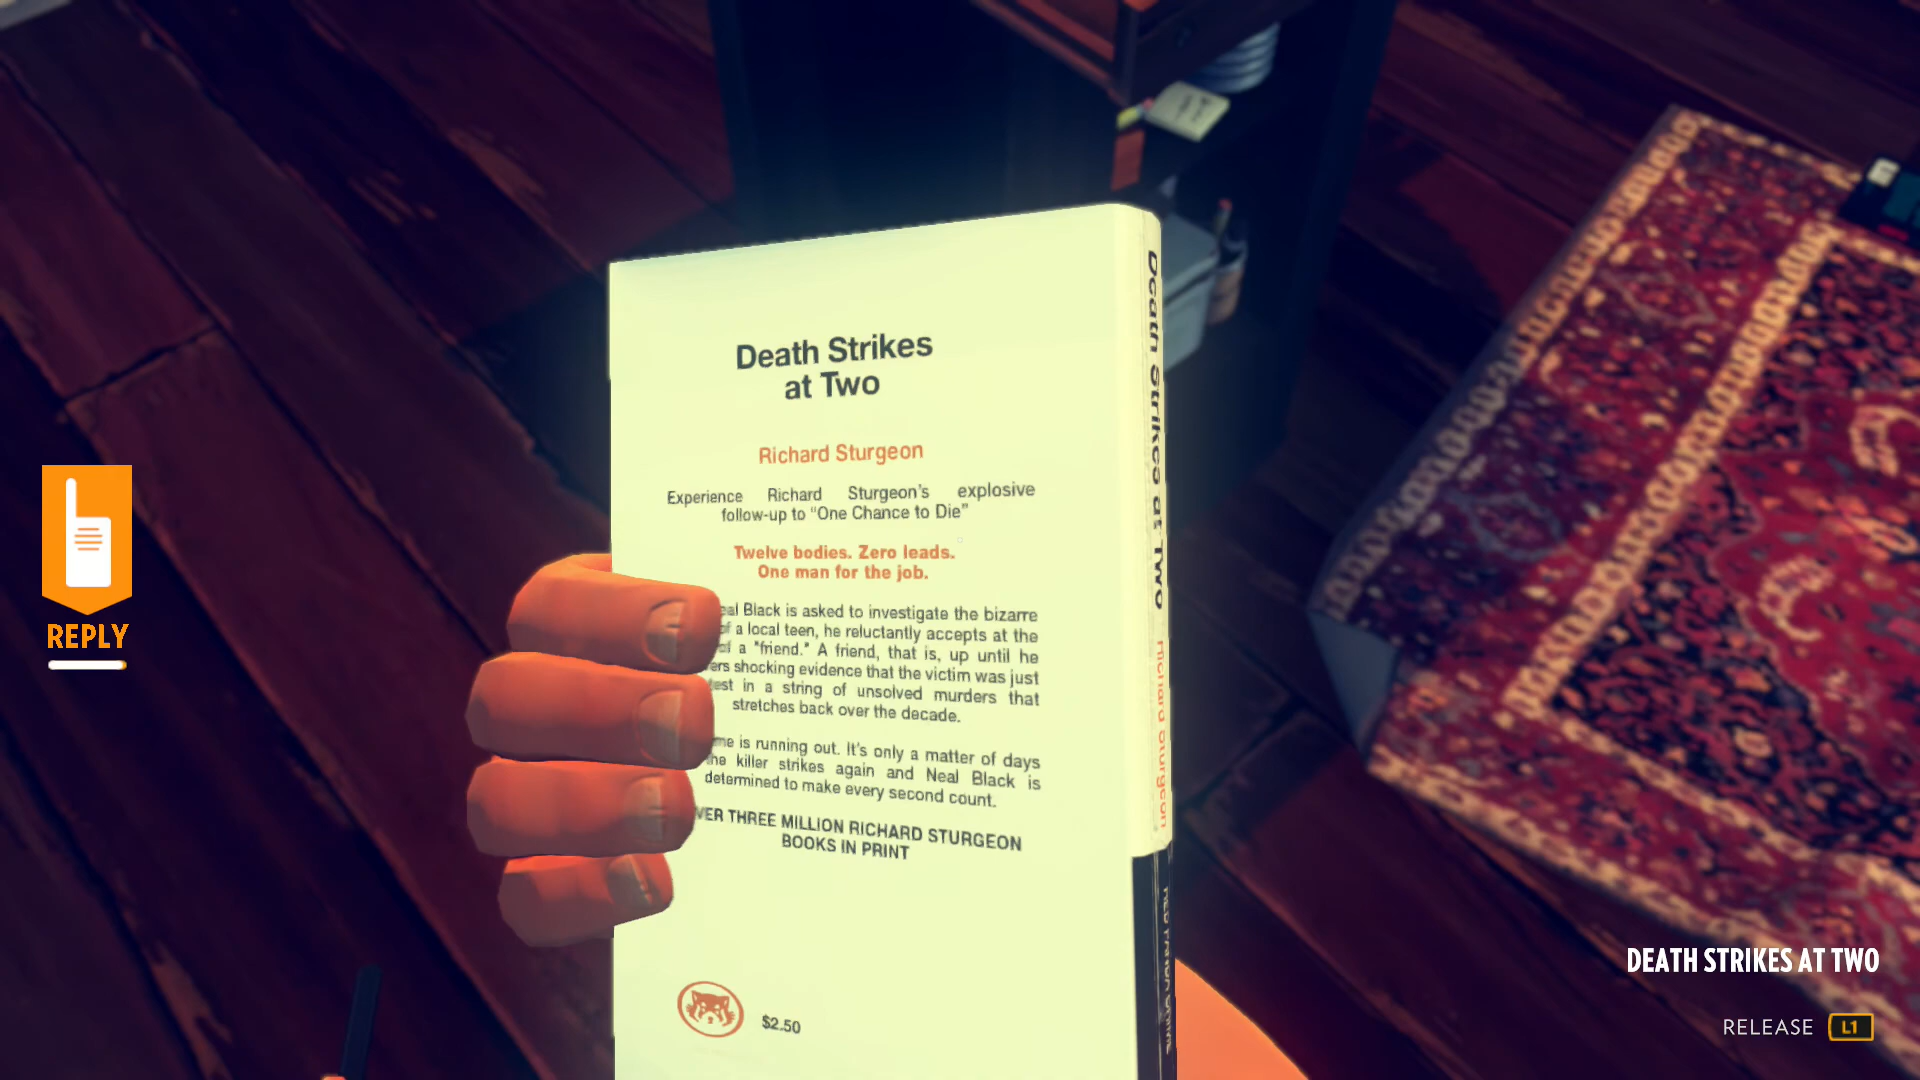 Death Strikes
at Two
Richard Sturgeon
Experience Richard Sturgeon's explosive
follow-up to "One Chance to Die"
Twelve bodies. Zero leads.
One man for the job.
Black is asked to investigate the bizarre
of a local teen, he reluctantly accepts at the
of a "friend." A friend, that is, up until he
shocking evidence that the victim was just
in a string of unsolved murders that
stretches back over the decade.
is running out. It's only a matter of days
killer strikes again and Neal Black is
determined to make every second count.
THREE MILLION RICHARD STURGEON
BOOKS IN PRINT
$2.50
Death Strikes at Two
Richard Sturgeon
REPLY
DEATH STRIKES AT TWO
RELEASE L1